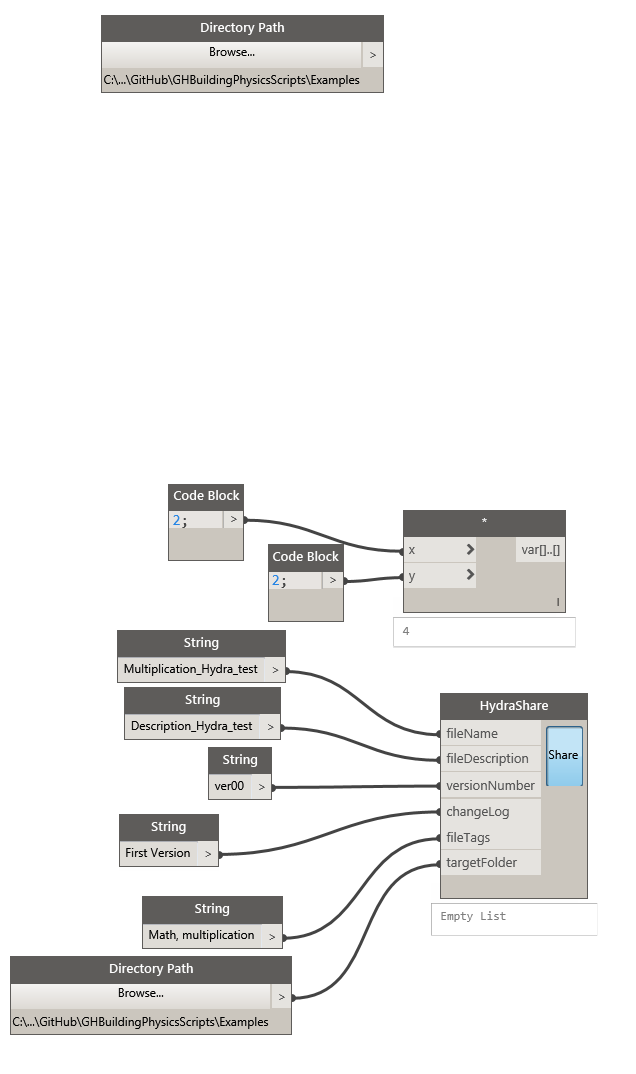 Directory Path
Browse...
>
C:\...\GitHub\GHBuildingPhysicsScripts\Examples
Code Block
2;
>
*
x
var[]..[]
y
l
4
Code Block
2;
>
String
Multiplication_Hydra_test
>
String
Description_Hydra_test
>
String
ver00
>
String
First Version
>
String
Math, multiplication
>
Directory Path
Browse...
>
C:\...\GitHub\GHBuildingPhysicsScripts\Examples
HydraShare
fileName
fileDescription
versionNumber
changeLog
fileTags
targetFolder
Share
Empty List